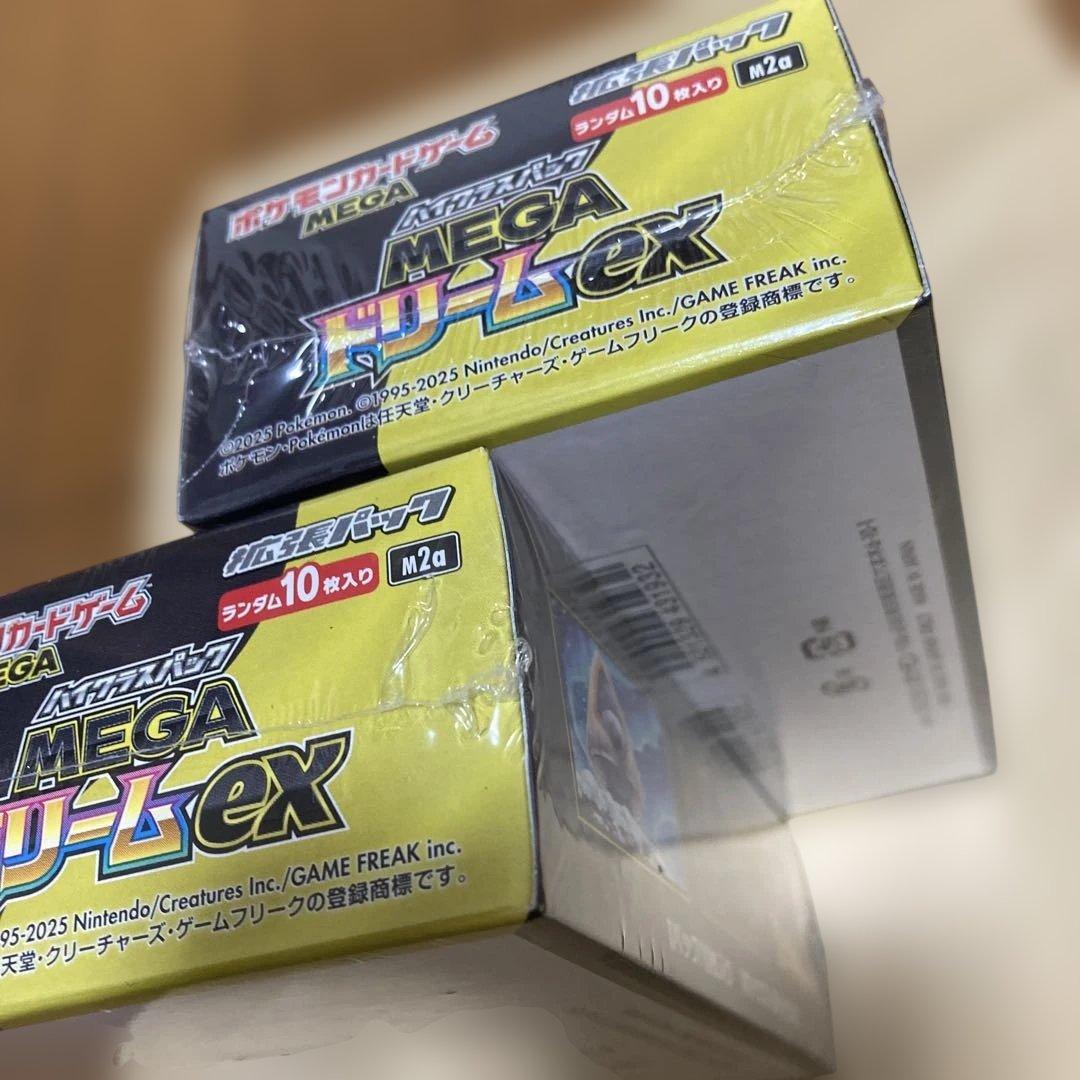 拡張パック
M2a
ランダム10枚入り
ポケモンカードゲーム
MEGA
ハイクラスパック
MEGA
ドリームex
©2025 Pokémon. ©1995-2025 Nintendo/Creatures Inc./GAME FREAK inc.
ポケモン・Pokémonは任天堂・クリーチャーズ・ゲームフリークの登録商標です。
拡張パック
M2a
ランダム10枚入り
カードゲーム
EGA
ハイクラスパック
MEGA
リームex
95-2025 Nintendo/Creatures Inc./GAME FREAK inc.
天堂・クリーチャーズ・ゲームフリークの登録商標です。